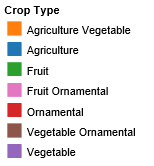 Crop Type
Agriculture Vegetable
Agriculture
Fruit
Fruit Ornamental
Ornamental
Vegetable Ornamental
Vegetable